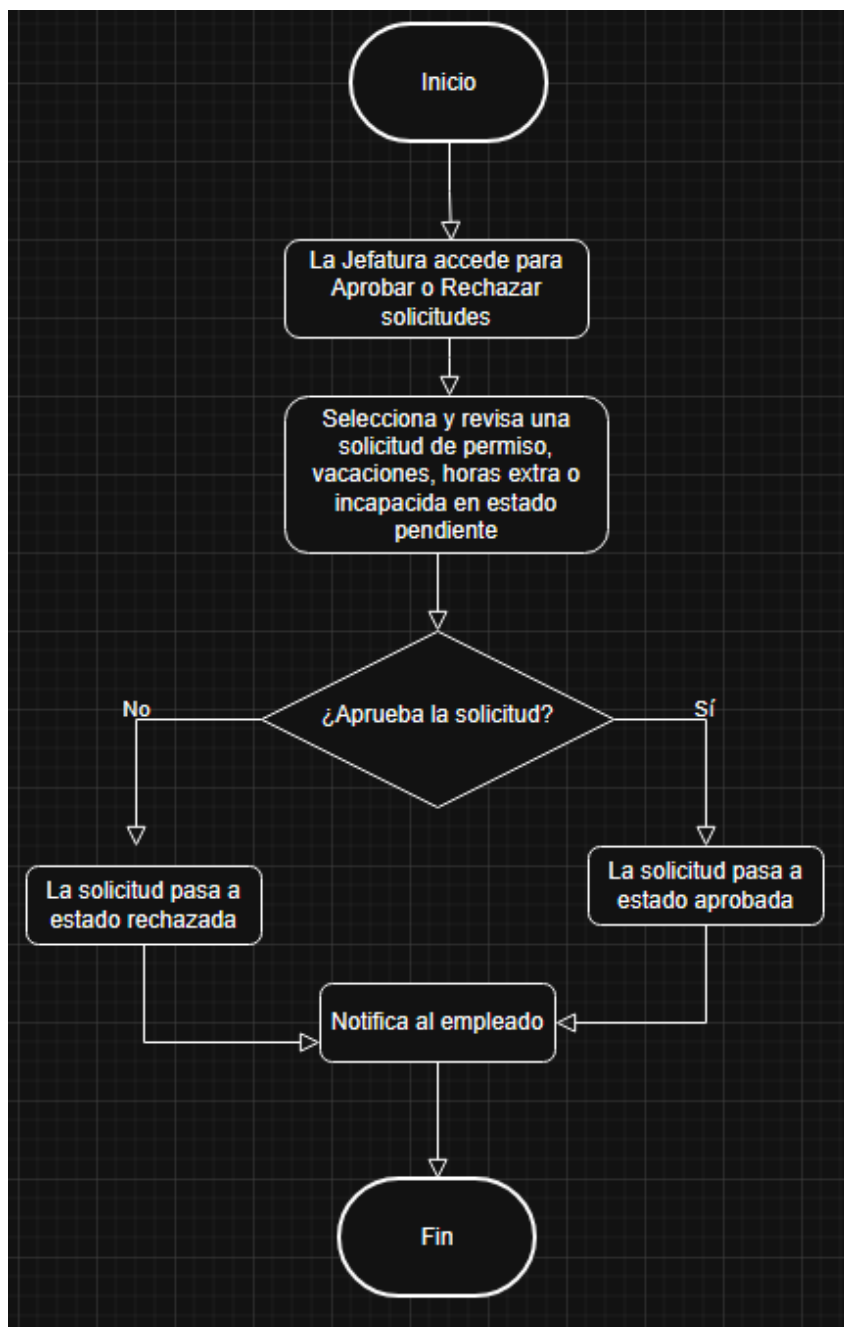 Inicio
La Jefatura accede para
Aprobar o Rechazar
solicitudes
Selecciona y revisa una
solicitud de permiso,
vacaciones, horas extra o
incapacida en estado
pendiente
¿Aprueba la solicitud?
No
Sí
La solicitud pasa a
estado rechazada
La solicitud pasa a
estado aprobada
Notifica al empleado
Fin